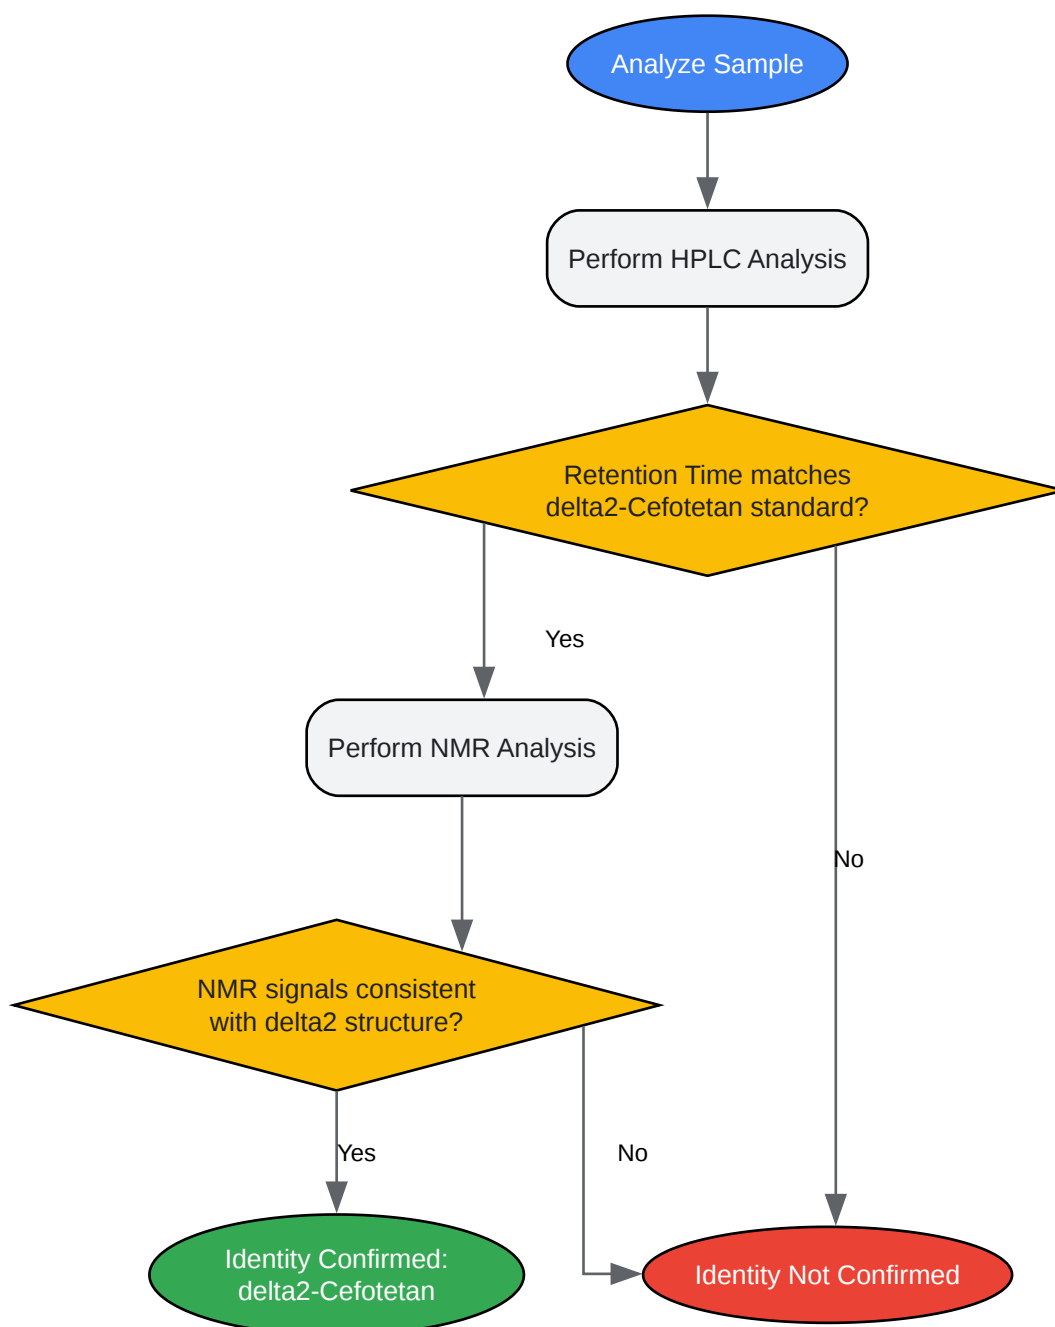 Analyze Sample
Perform HPLC Analysis
Retention Time matches
delta2-Cefotetan standard?
Yes
Perform NMR Analysis
No
NMR signals consistent
with delta2 structure?
Yes
No
Identity Confirmed:
delta2-Cefotetan
Identity Not Confirmed